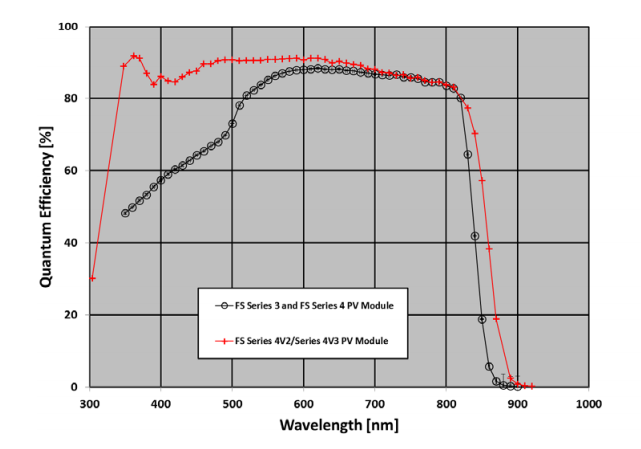 100
80
60
40
20
0
Quantum Efficiency [%]
FS Series 3 and FS Series 4 PV Module
FS Series 4V2/Series 4V3 PV Module
300 400 500 600 700 800 900 1000
Wavelength [nm]